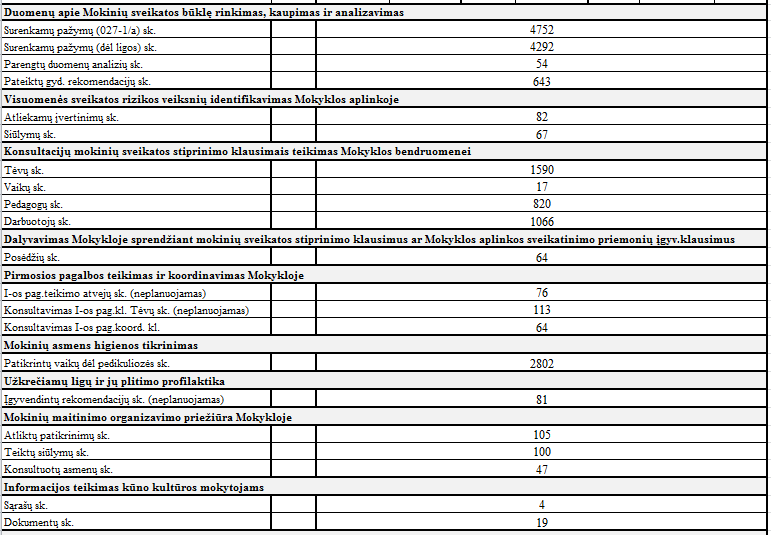 Duomenų apie Mokinių sveikatos būklę rinkimas, kaupimas ir analizavimas
Surenkamų pažymų (027-1/a) sk. 4752
Surenkamų pažymų (dėl ligos) sk. 4292
Parengtų duomenų analizių sk. 54
Pateiktų gyd. rekomendacijų sk. 643
Visuomenės sveikatos rizikos veiksnių identifikavimas Mokyklos aplinkoje
Atliekamų įvertinimų sk. 82
Siūlymų sk. 67
Konsultacijų mokinių sveikatos stiprinimo klausimais teikimas Mokyklos bendruomenei
Tėvų sk. 1590
Vaikų sk. 17
Pedagogų sk. 820
Darbuotojų sk. 1066
Dalyvavimas Mokykloje sprendžiant mokinių sveikatos stiprinimo klausimus ar Mokyklos aplinkos sveikatinimo priemonių įgyv.klausimus
Posėdžių sk. 64
Pirmosios pagalbos teikimas ir koordinavimas Mokykloje
I-os pag.teikimo atvejų sk. (neplanuojamas) 76
Konsultavimas I-os pag.kl. Tėvų sk. (neplanuojamas) 113
Konsultavimas I-os pag.koord. kl. 64
Mokinių asmens higienos tikrinimas
Patikrintų vaikų dėl pedikuliozės sk. 2802
Užkrečiamų ligų ir jų plitimo profilaktika
Įgyvendintų rekomendacijų sk. (neplanuojamas) 81
Mokinių maitinimo organizavimo priežiūra Mokykloje
Atliktų patikrinimų sk. 105
Teiktų siūlymų sk. 100
Konsultuotų asmenų sk. 47
Informacijos teikimas kūno kultūros mokytojams
Sąrašų sk. 4
Dokumentų sk. 19